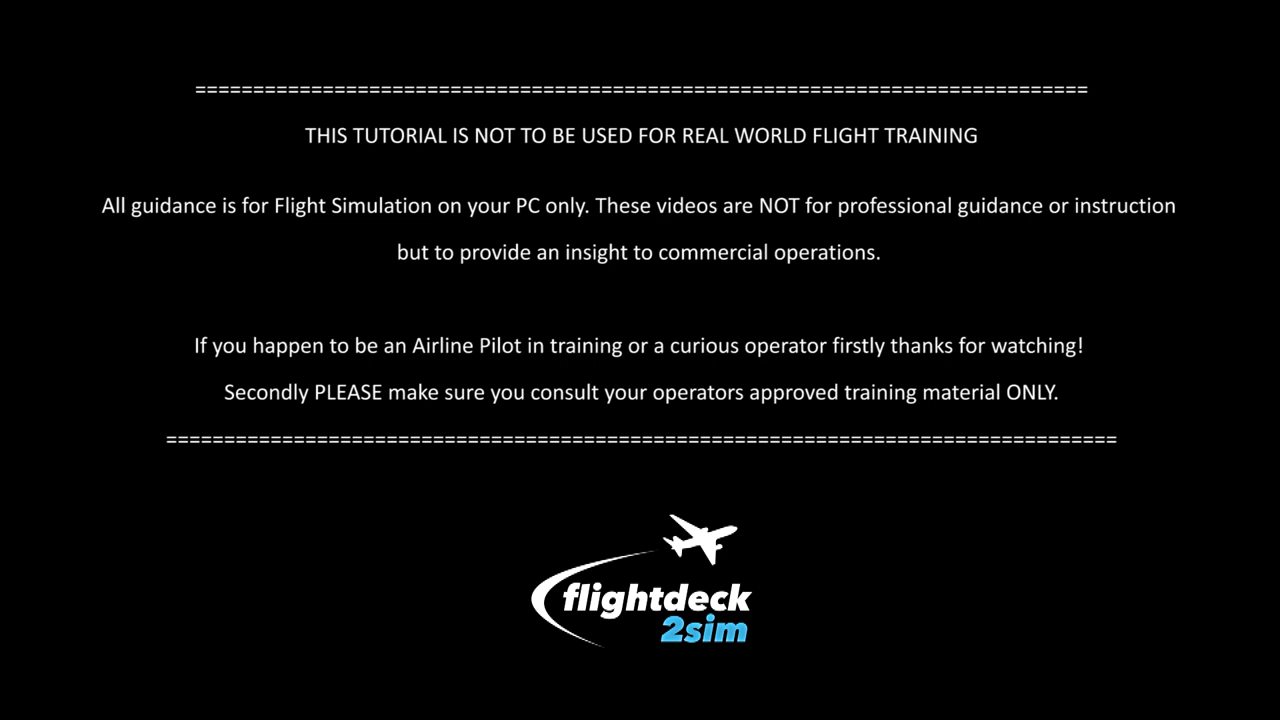 =============================================================================
THIS TUTORIAL IS NOT TO BE USED FOR REAL WORLD FLIGHT TRAINING
All guidance is for Flight Simulation on your PC only. These videos are NOT for professional guidance or instruction
but to provide an insight to commercial operations.
If you happen to be an Airline Pilot in training or a curious operator firstly thanks for watching!
Secondly PLEASE make sure you consult your operators approved training material ONLY.
==================================================================================
flightdeck
2sim